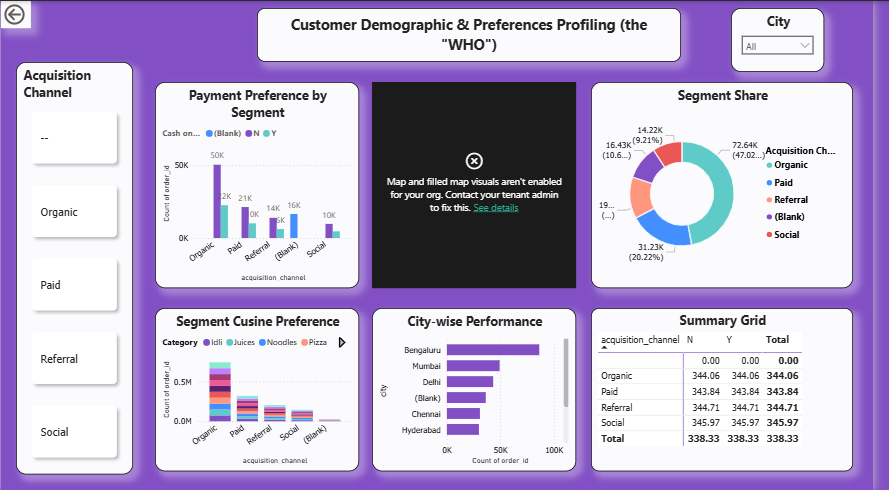 Customer Demographic & Preferences Profiling (the
"WHO")
City
All
Acquisition
Channel
--
Organic
Paid
Referral
Social
Payment Preference by
Segment
Cash on... (Blank) N Y
Count of order_id
50K
0K
50K
22K
21K
10K
14K
6K
16K
10K
Organic
Paid
Referral
(Blank)
Social
acquisition_channel
Map and filled map visuals aren't enabled
for your org. Contact your tenant admin
to fix this. See details
Segment Share
14.22K
(9.21%)
16.43K
(10.6...)
19...
(...)
31.23K
(20.22%)
72.64K
(47.02...)
Acquisition Ch...
Organic
Paid
Referral
(Blank)
Social
Segment Cusine Preference
Category Idli Juices Noodles Pizza
Count of order_id
0.5M
0.0M
Organic
Paid
Referral
Social
(Blank)
acquisition_channel
City-wise Performance
city
Bengaluru
Mumbai
Delhi
(Blank)
Chennai
Hyderabad
0K 50K 100K
Count of order_id
Summary Grid
acquisition_channel N Y Total
0.00 0.00 0.00
Organic 344.06 344.06 344.06
Paid 343.84 343.84 343.84
Referral 344.71 344.71 344.71
Social 345.97 345.97 345.97
Total 338.33 338.33 338.33